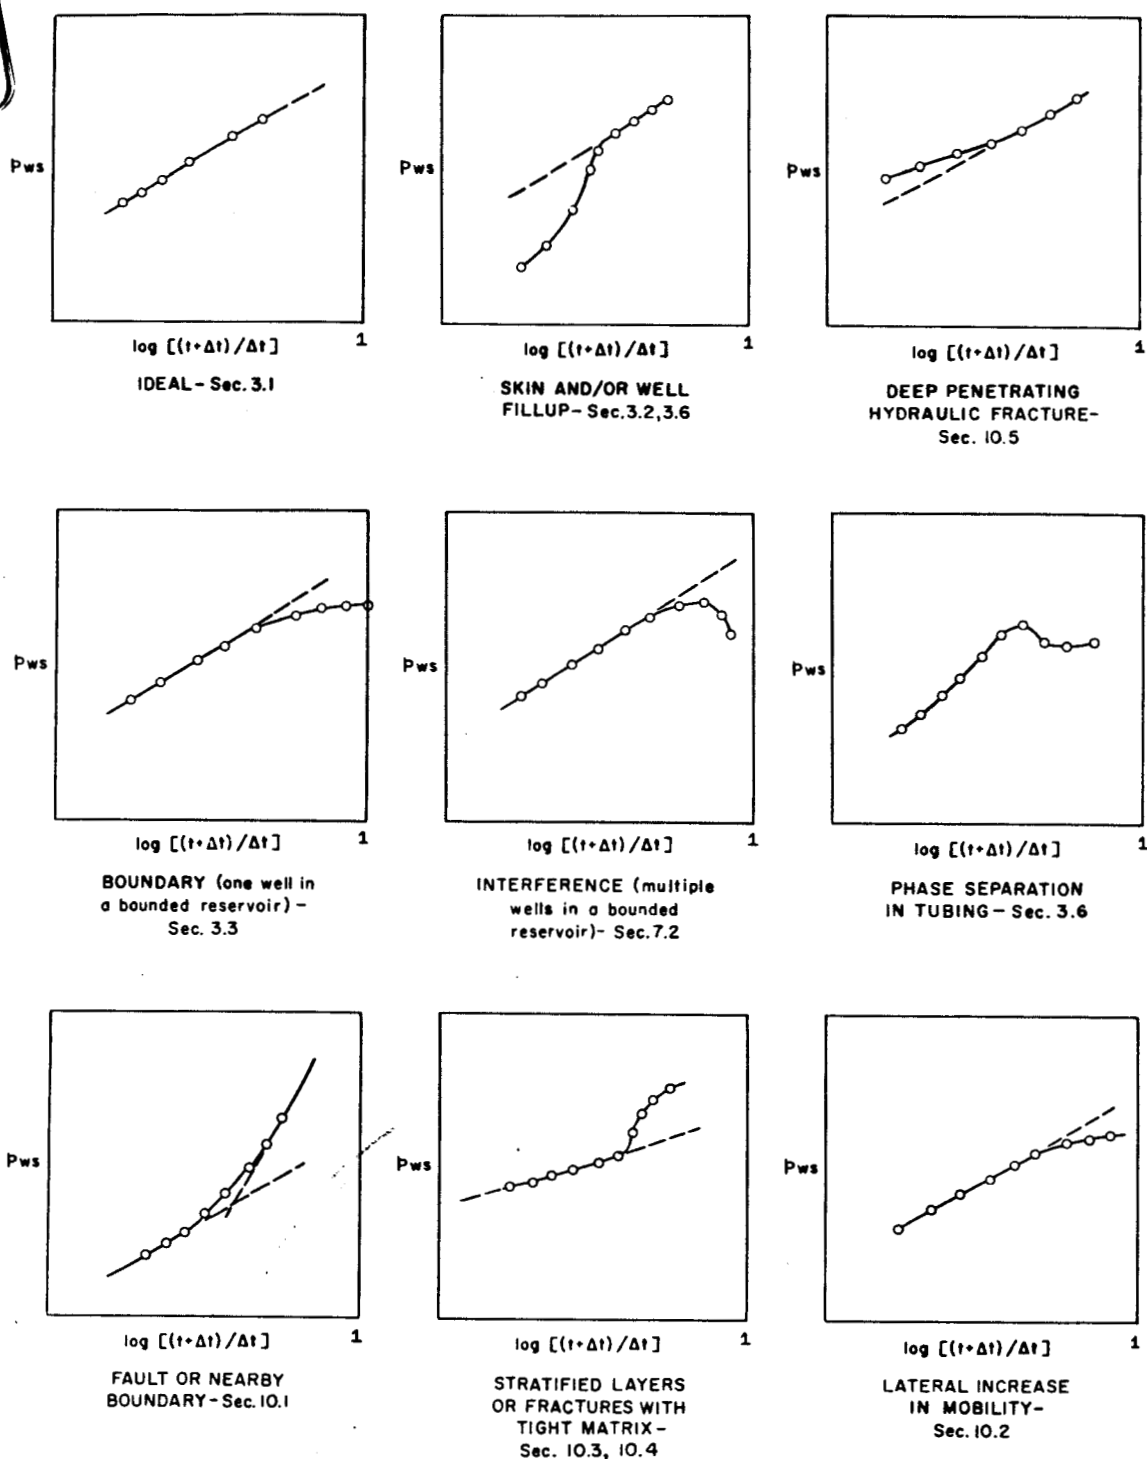 Pws
log [(t+Δt)/Δt]
1
IDEAL–Sec. 3.1
Pws
log [(t+Δt)/Δt]
1
SKIN AND/OR WELL
FILLUP–Sec.3.2,3.6
Pws
log [(t+Δt)/Δt]
1
DEEP PENETRATING
HYDRAULIC FRACTURE–
Sec. 10.5
Pws
log [(t+Δt)/Δt]
1
BOUNDARY (one well in
a bounded reservoir)–
Sec. 3.3
Pws
log [(t+Δt)/Δt]
1
INTERFERENCE (multiple
wells in a bounded
reservoir)– Sec.7.2
Pws
log [(t+Δt)/Δt]
1
PHASE SEPARATION
IN TUBING– Sec. 3.6
Pws
log [(t+Δt)/Δt]
1
FAULT OR NEARBY
BOUNDARY–Sec. 10.1
Pws
log [(t+Δt)/Δt]
1
STRATIFIED LAYERS
OR FRACTURES WITH
TIGHT MATRIX–
Sec. 10.3, 10.4
Pws
log [(t+Δt)/Δt]
1
LATERAL INCREASE
IN MOBILITY–
Sec. 10.2